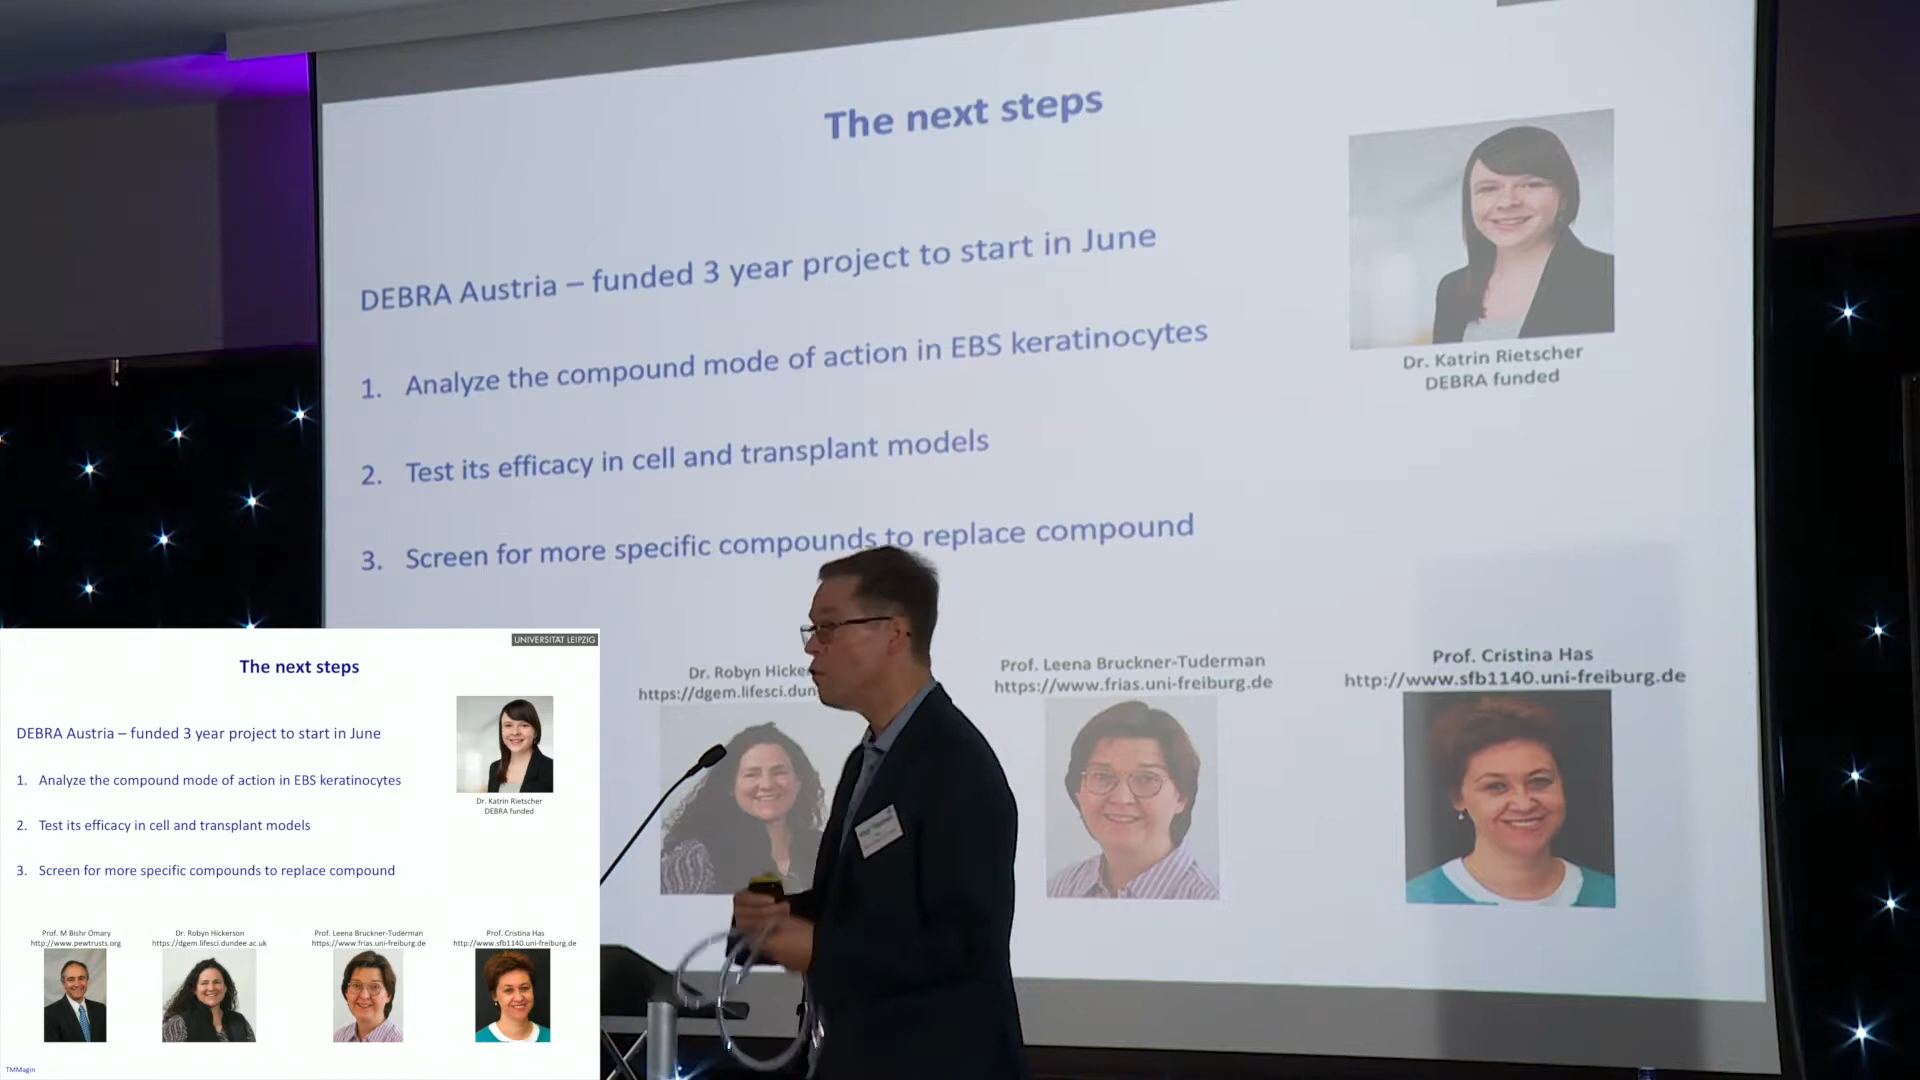 The next steps
DEBRA Austria – funded 3 year project to start in June
1. Analyze the compound mode of action in EBS keratinocytes
2. Test its efficacy in cell and transplant models
3. Screen for more specific compounds to replace compound
Dr. Katrin Rietscher
DEBRA funded
Dr. Robyn Hicke
https://dgem.lifesci.dun
Prof. Leena Bruckner-Tuderman
https://www.frias.uni-freiburg.de
Prof. Cristina Has
http://www.sfb1140.uni-freiburg.de
UNIVERSITÄT LEIPZIG
The next steps
DEBRA Austria – funded 3 year project to start in June
1. Analyze the compound mode of action in EBS keratinocytes
2. Test its efficacy in cell and transplant models
3. Screen for more specific compounds to replace compound
Dr. Katrin Rietscher
DEBRA funded
Prof. M Bishr Omary
http://www.pewtrusts.org
Dr. Robyn Hickerson
https://dgem.lifesci.dundee.ac.uk
Prof. Leena Bruckner-Tuderman
https://www.frias.uni-freiburg.de
Prof. Cristina Has
http://www.sfb1140.uni-freiburg.de
TMMagin